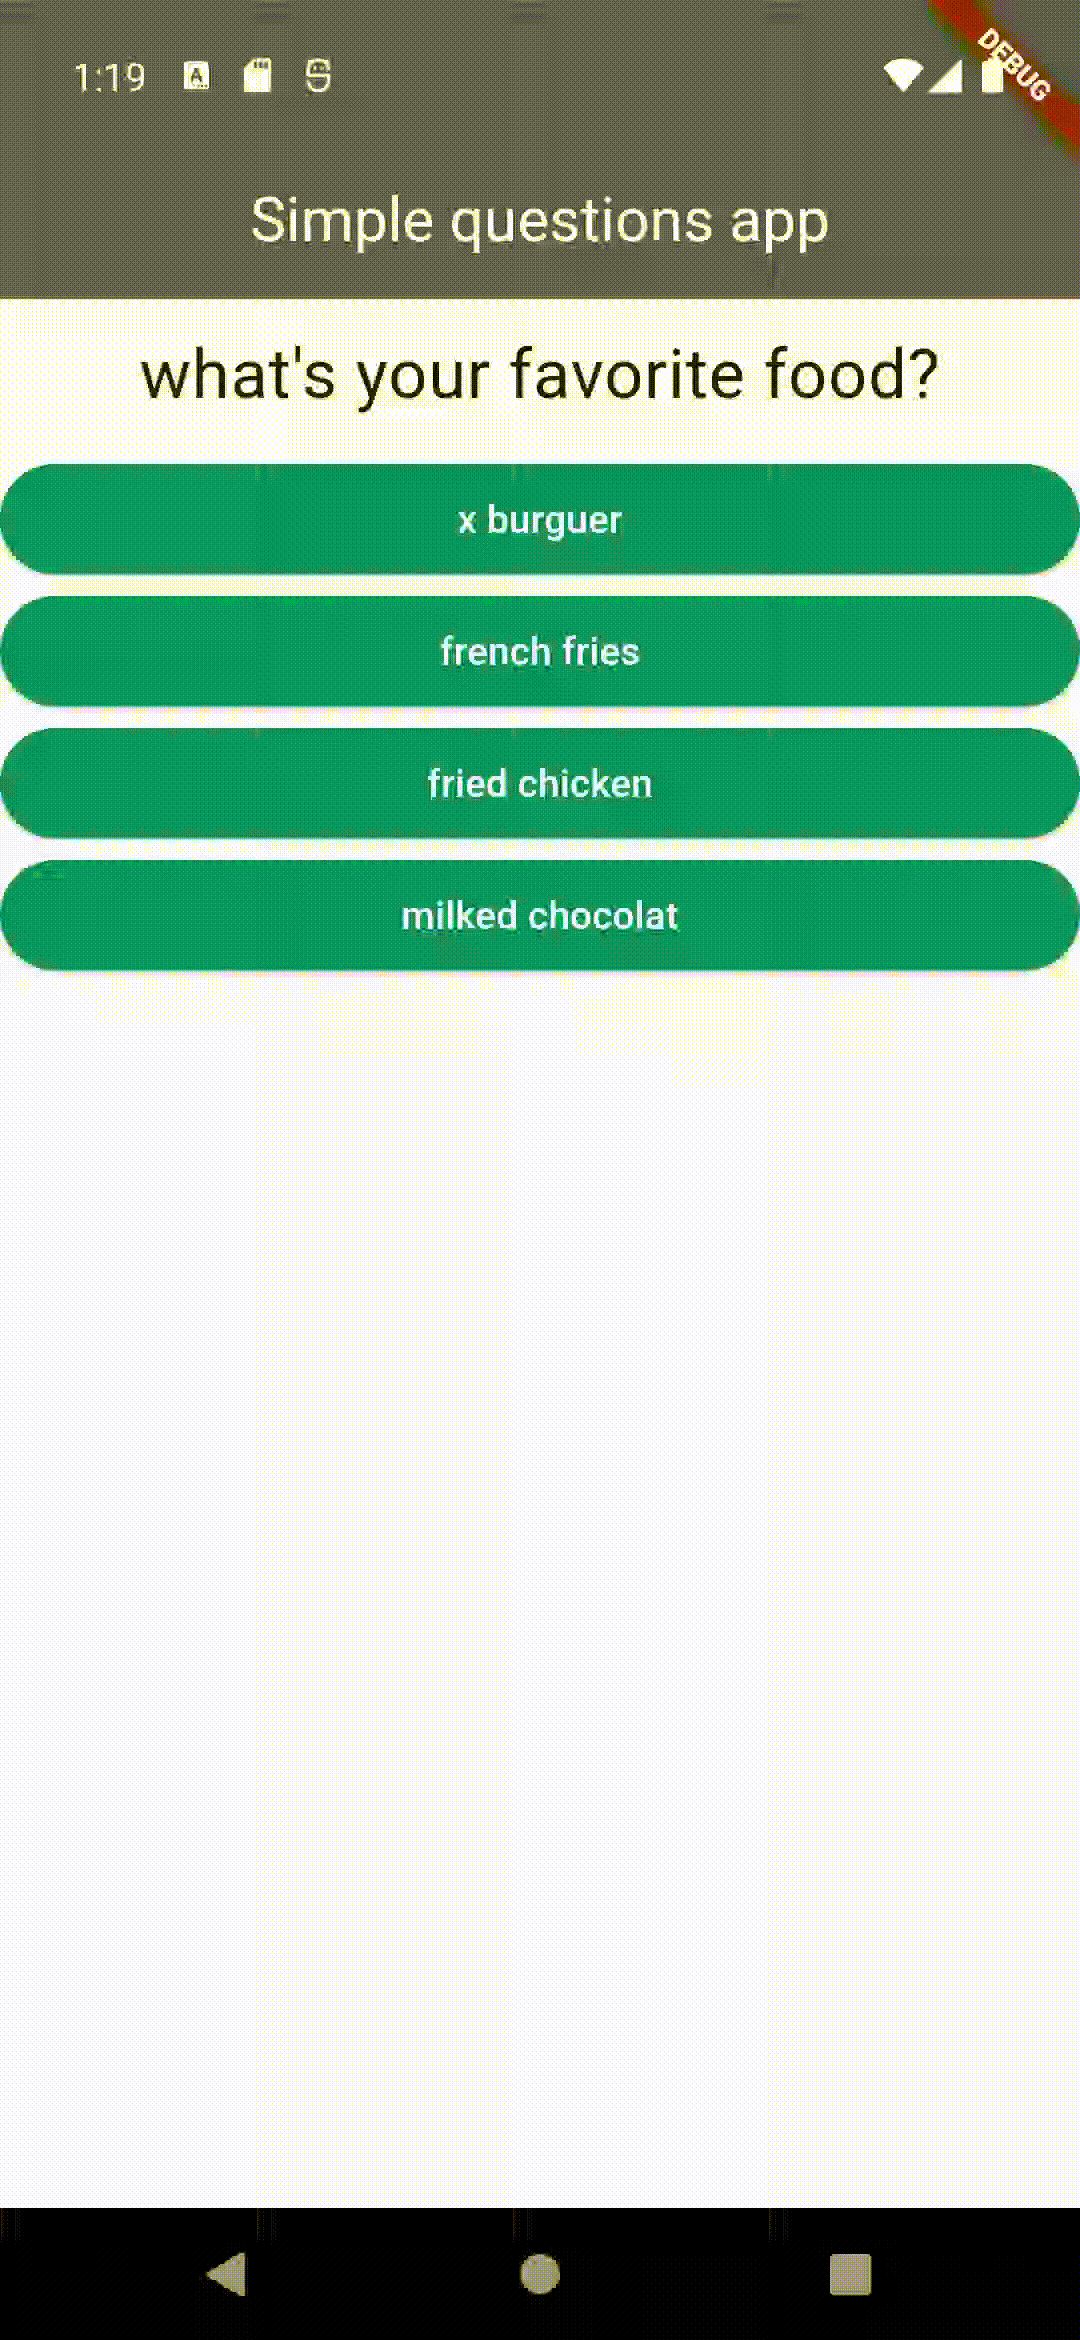 1:19
DEBUG
Simple questions app
what's your favorite food?
x burguer
french fries
fried chicken
milked chocolat